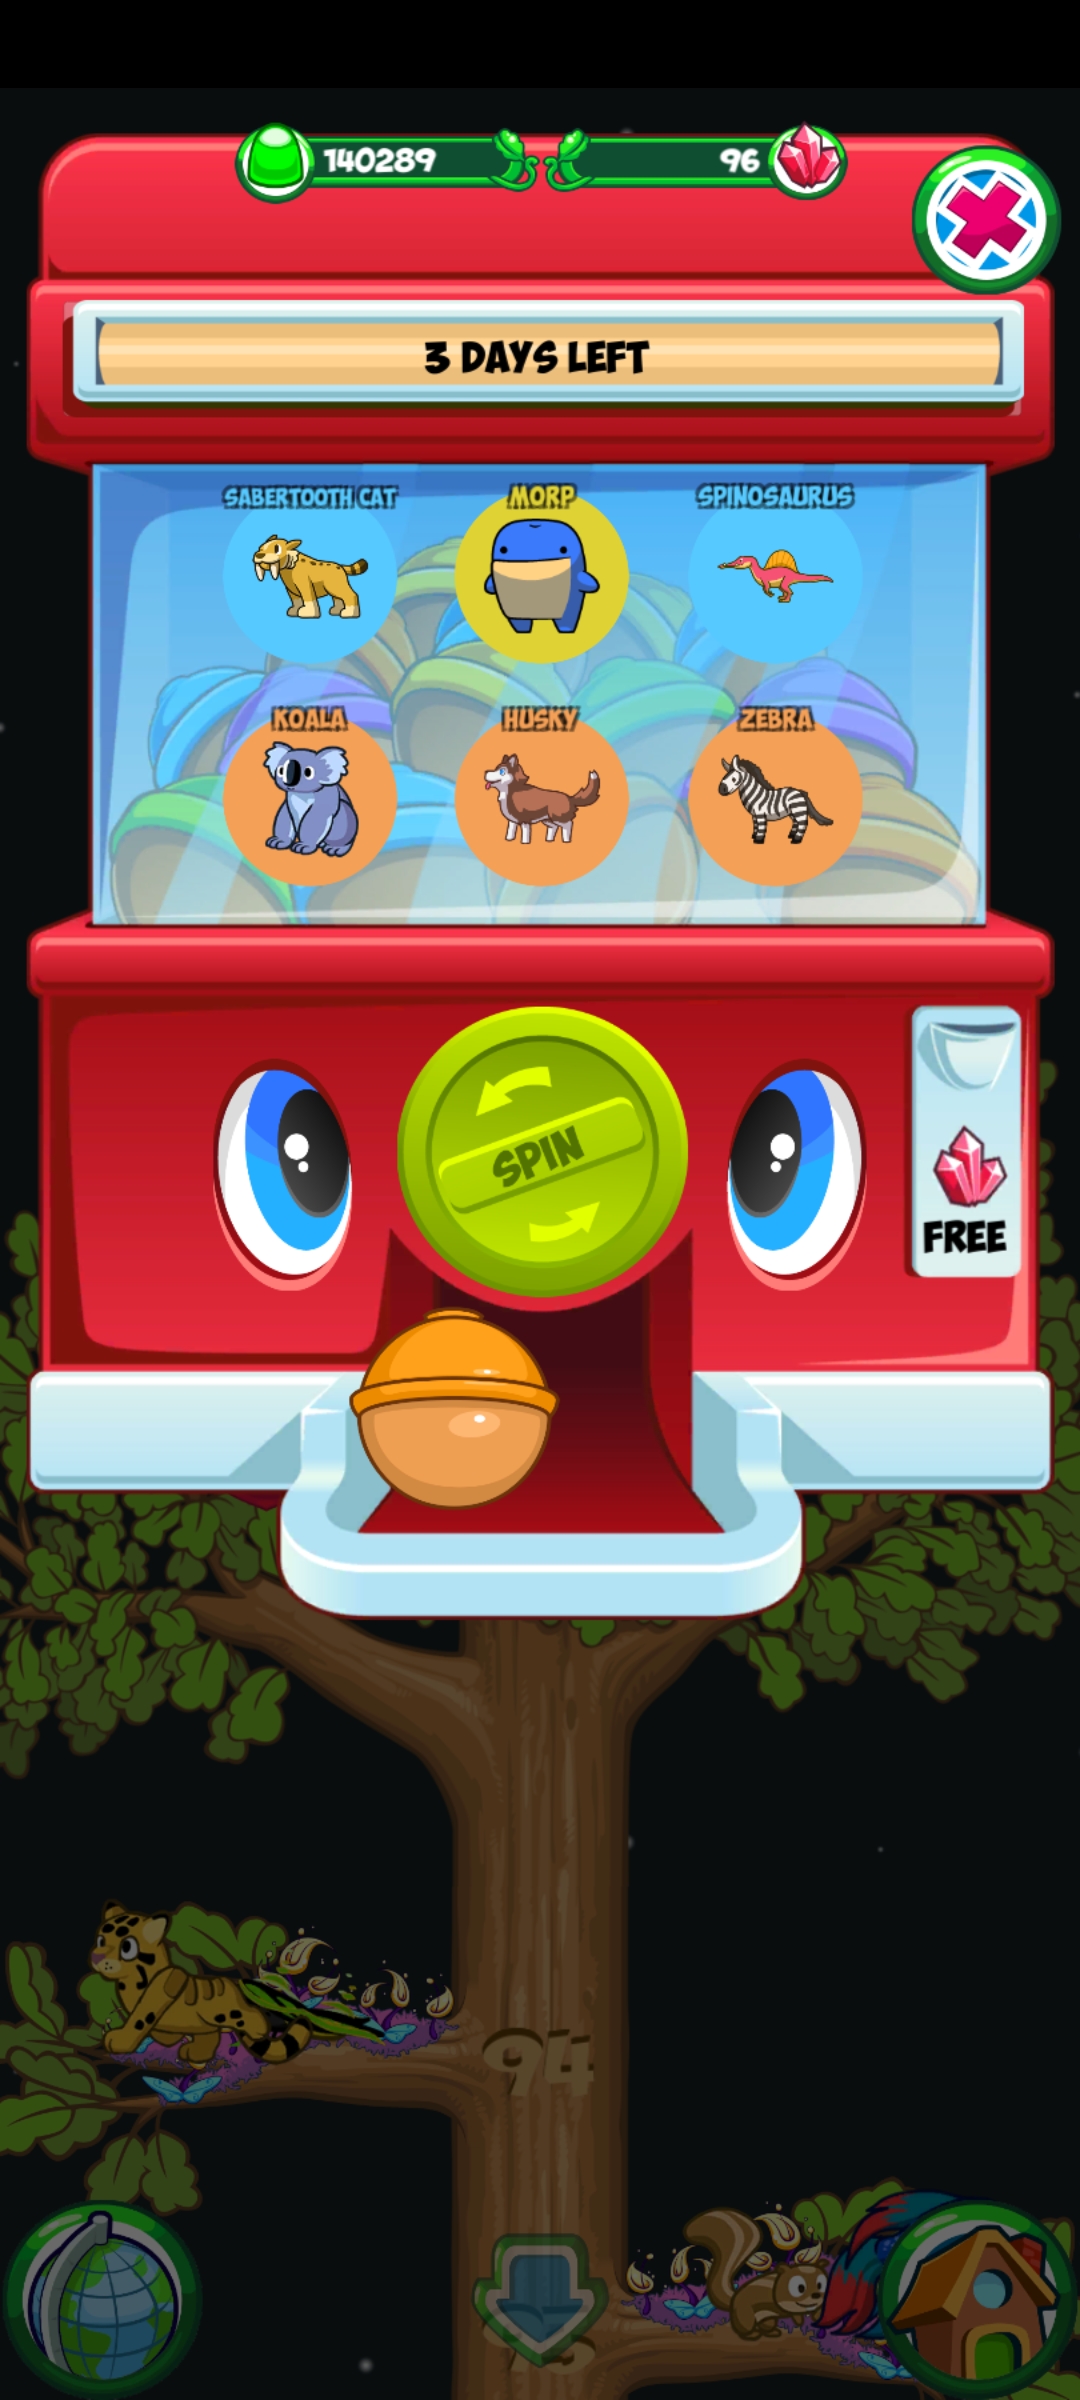 140289 96
3 DAYS LEFT
SABERTOOTH CAT MORP SPINOSAURUS
KOALA HUSKY ZEBRA
SPIN
FREE
94